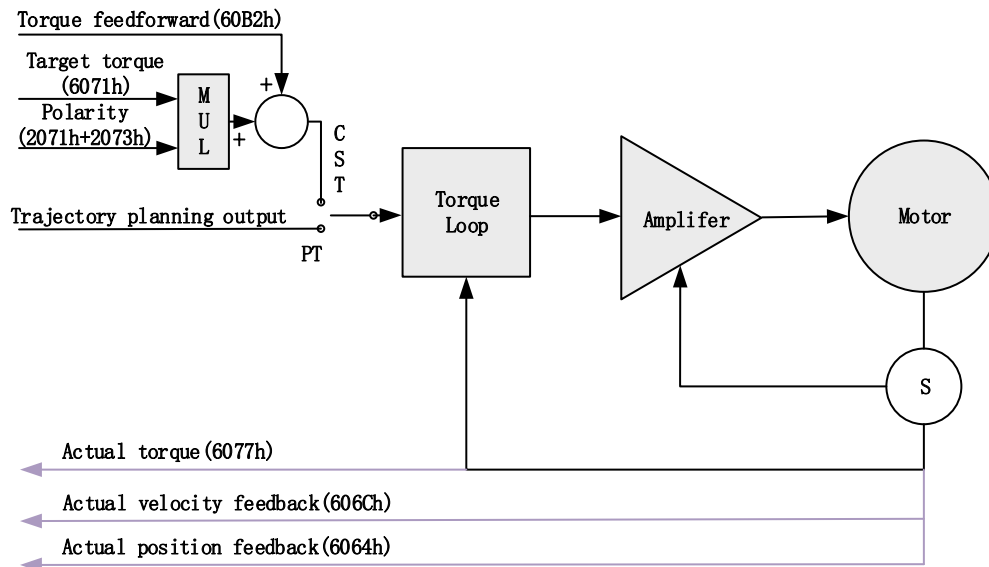 Torque feedforward(60B2h)
Target torque
(6071h)
Polarity
(2071h+2073h)
M
U
L
+
+
C
S
T
Trajectory planning output
PT
Torque
Loop
Amplifer
Motor
S
Actual torque(6077h)
Actual velocity feedback(606Ch)
Actual position feedback(6064h)